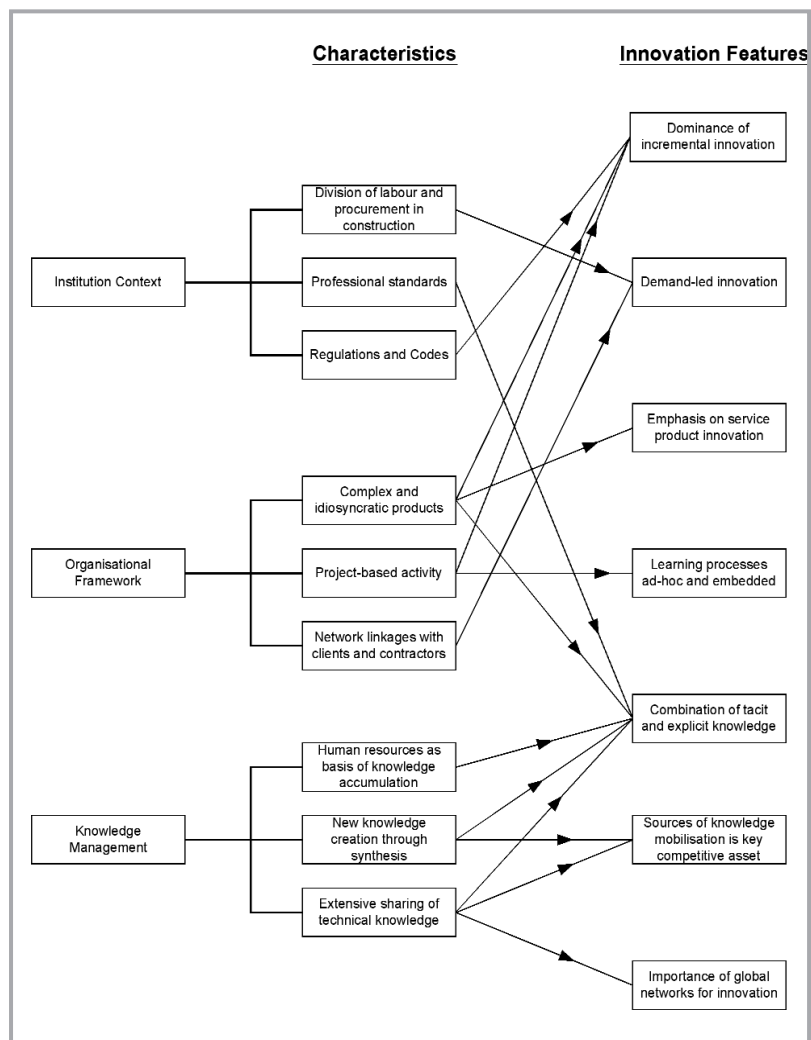 Characteristics
Innovation Features
Dominance of
incremental innovation
Division of labour and
procurement in
construction
Institution Context
Professional standards
Demand-led innovation
Regulations and Codes
Emphasis on service
product innovation
Complex and
idiosyncratic products
Organisational
Framework
Project-based activity
Learning processes
ad-hoc and embedded
Network linkages with
clients and contractors
Combination of tacit
and explicit knowledge
Human resources as
basis of knowledge
accumulation
Knowledge
Management
New knowledge
creation through
synthesis
Sources of knowledge
mobilisation is key
competitive asset
Extensive sharing of
technical knowledge
Importance of global
networks for innovation